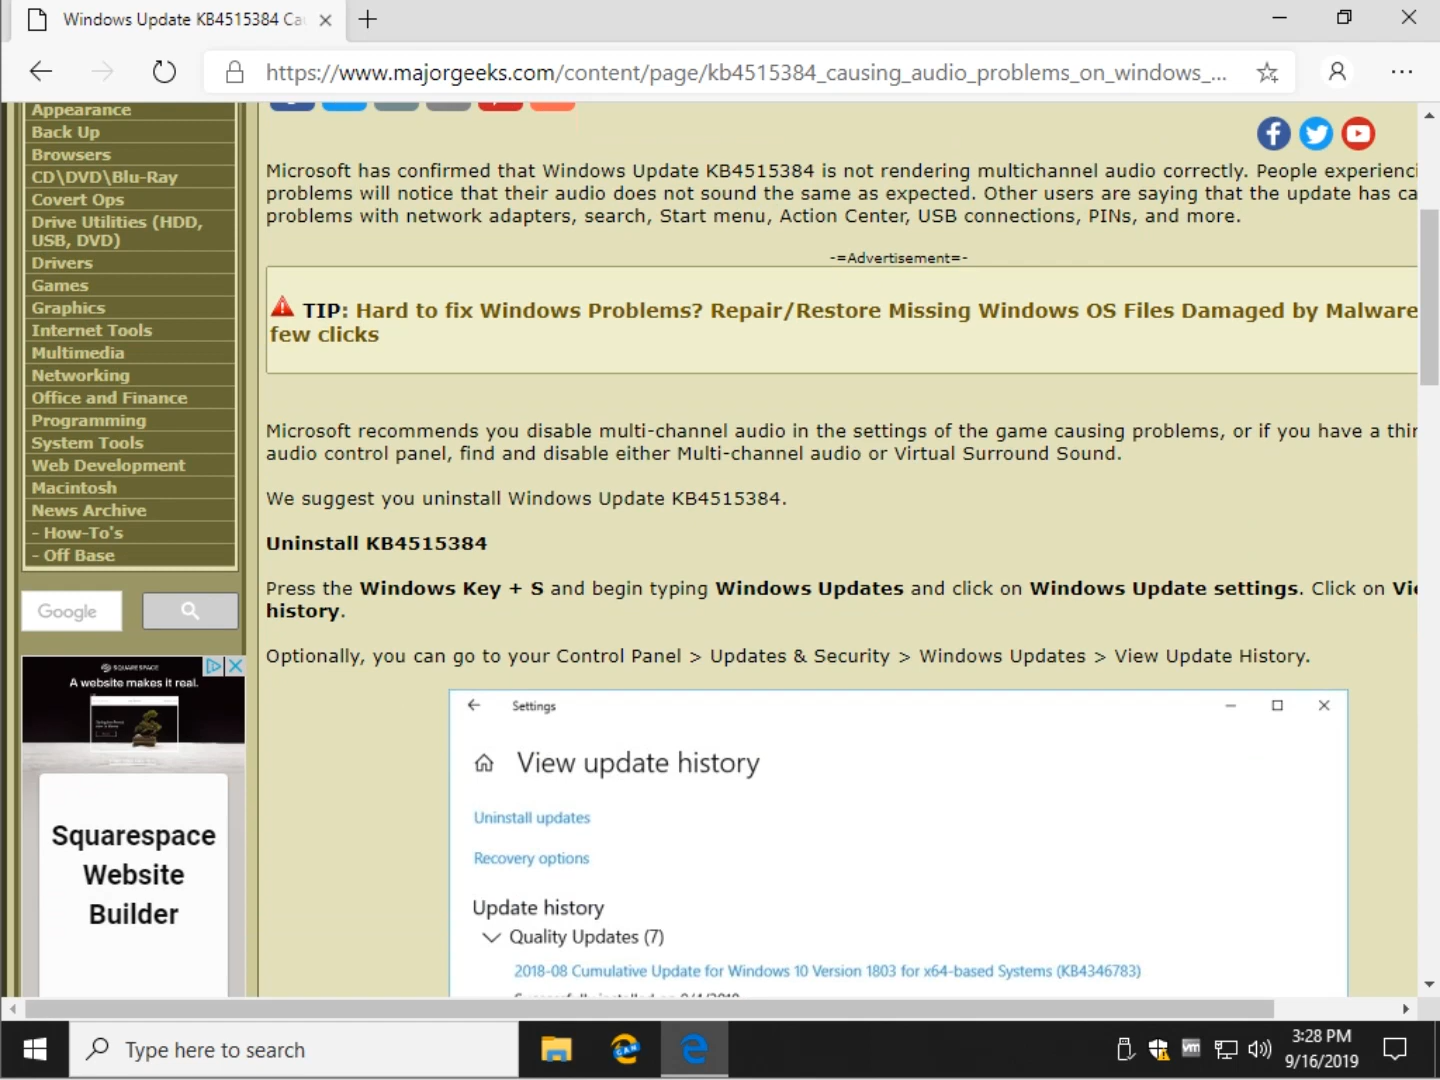 Windows Update KB4515384 Ca
https://www.majorgeeks.com/content/page/kb4515384_causing_audio_problems_on_windows_...
Appearance
Back Up
Browsers
CD\DVD\Blu-Ray
Covert Ops
Drive Utilities (HDD,
USB, DVD)
Drivers
Games
Graphics
Internet Tools
Multimedia
Networking
Office and Finance
Programming
System Tools
Web Development
Macintosh
News Archive
- How-To's
- Off Base
Google
SQUARESPACE
A website makes it real.
Squarespace
Website
Builder
Microsoft has confirmed that Windows Update KB4515384 is not rendering multichannel audio correctly. People experienci
problems will notice that their audio does not sound the same as expected. Other users are saying that the update has ca
problems with network adapters, search, Start menu, Action Center, USB connections, PINs, and more.
-=Advertisement=-
TIP: Hard to fix Windows Problems? Repair/Restore Missing Windows OS Files Damaged by Malware
few clicks
Microsoft recommends you disable multi-channel audio in the settings of the game causing problems, or if you have a thir
audio control panel, find and disable either Multi-channel audio or Virtual Surround Sound.
We suggest you uninstall Windows Update KB4515384.
Uninstall KB4515384
Press the Windows Key + S and begin typing Windows Updates and click on Windows Update settings. Click on Vi
history.
Optionally, you can go to your Control Panel > Updates & Security > Windows Updates > View Update History.
Settings
View update history
Uninstall updates
Recovery options
Update history
Quality Updates (7)
2018-08 Cumulative Update for Windows 10 Version 1803 for x64-based Systems (KB4346783)
Type here to search
CAN
vm
3:28 PM
9/16/2019